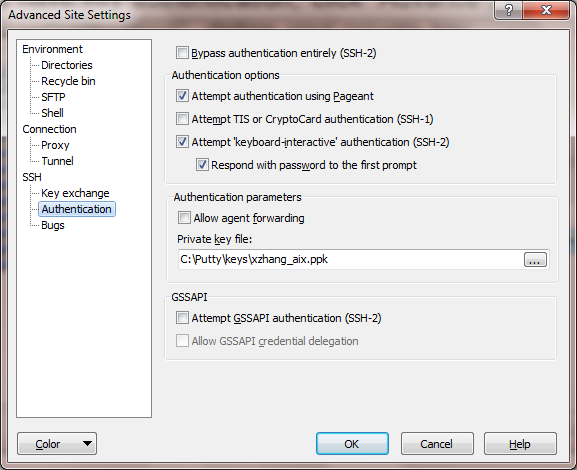 Advanced Site Settings
?
Environment
Directories
Recycle bin
SFTP
Shell
Connection
Proxy
Tunnel
SSH
Key exchange
Authentication
Bugs
Bypass authentication entirely (SSH-2)
Authentication options
Attempt authentication using Pageant
Attempt TIS or CryptoCard authentication (SSH-1)
Attempt 'keyboard-interactive' authentication (SSH-2)
Respond with password to the first prompt
Authentication parameters
Allow agent forwarding
Private key file:
C:\Putty\keys\xzhang_aix.ppk
...
GSSAPI
Attempt GSSAPI authentication (SSH-2)
Allow GSSAPI credential delegation
Color
OK
Cancel
Help